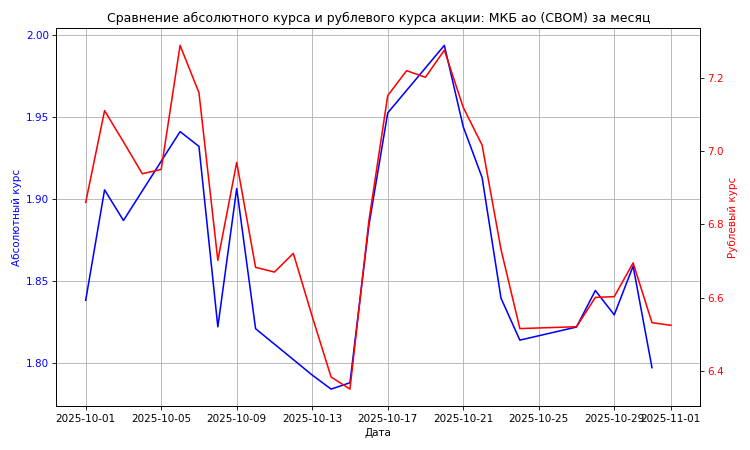 Сравнение абсолютного курса и рублевого курса акции: МКБ ао (CBOM) за месяц
2.00
1.95
1.90
1.85
1.80
Абсолютный курс
7.2
7.0
6.8
6.6
6.4
Рублевый курс
2025-10-01 2025-10-05 2025-10-09 2025-10-13 2025-10-17 2025-10-21 2025-10-25 2025-10-29 2025-11-01
Дата